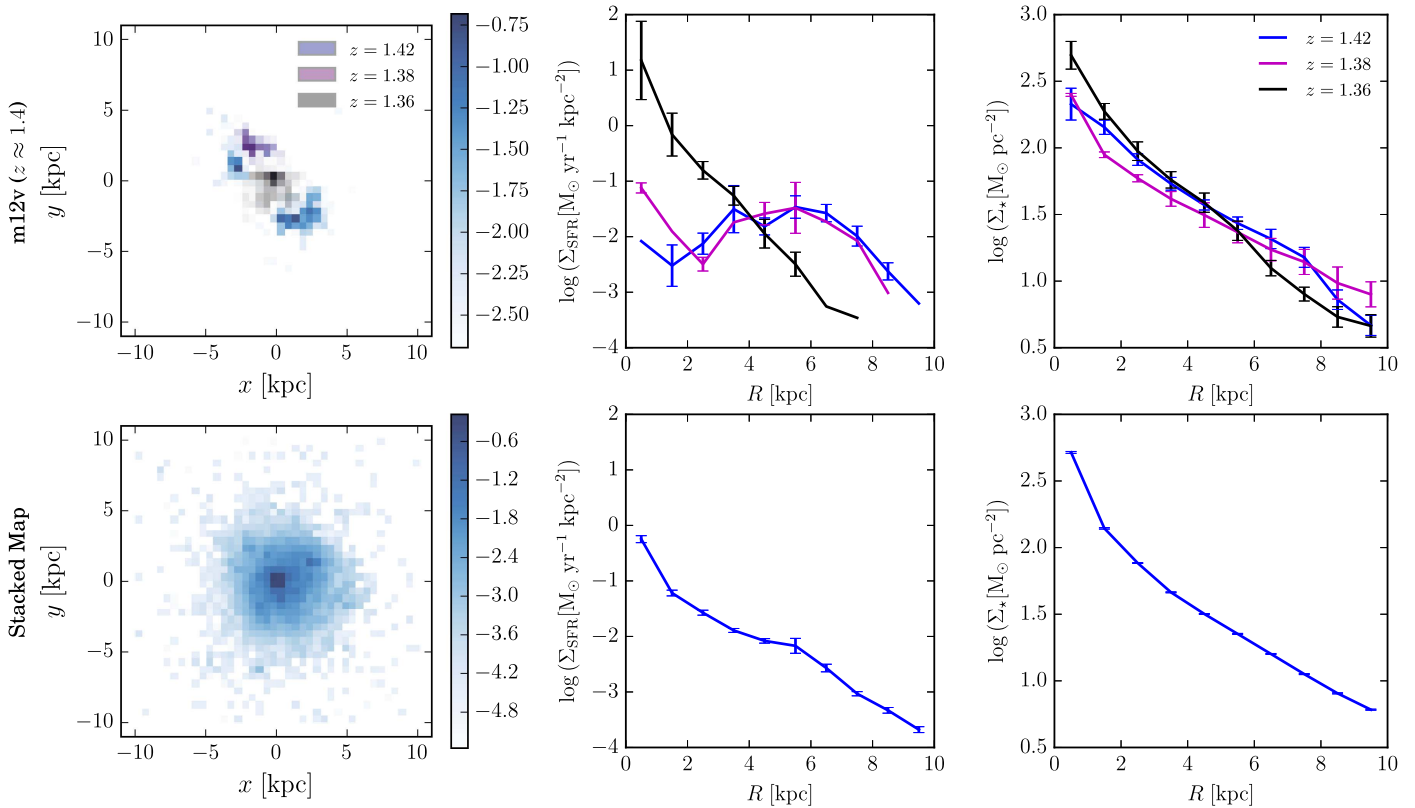 m12v (z ≈ 1.4)
y [kpc]
10
5
0
−5
−10
z = 1.42
z = 1.38
z = 1.36
−10 −5 0 5 10
x [kpc]
−0.75
−1.00
−1.25
−1.50
−1.75
−2.00
−2.25
−2.50
log (Σ_SFR[M_⊙ yr^−1 kpc^−2])
2
1
0
−1
−2
−3
−4
0 2 4 6 8 10
R [kpc]
log (Σ_⋆[M_⊙ pc^−2])
3.0
2.5
2.0
1.5
1.0
0.5
z = 1.42
z = 1.38
z = 1.36
0 2 4 6 8 10
R [kpc]
Stacked Map
y [kpc]
10
5
0
−5
−10
−10 −5 0 5 10
x [kpc]
−0.6
−1.2
−1.8
−2.4
−3.0
−3.6
−4.2
−4.8
log (Σ_SFR[M_⊙ yr^−1 kpc^−2])
2
1
0
−1
−2
−3
−4
0 2 4 6 8 10
R [kpc]
log (Σ_⋆[M_⊙ pc^−2])
3.0
2.5
2.0
1.5
1.0
0.5
0 2 4 6 8 10
R [kpc]